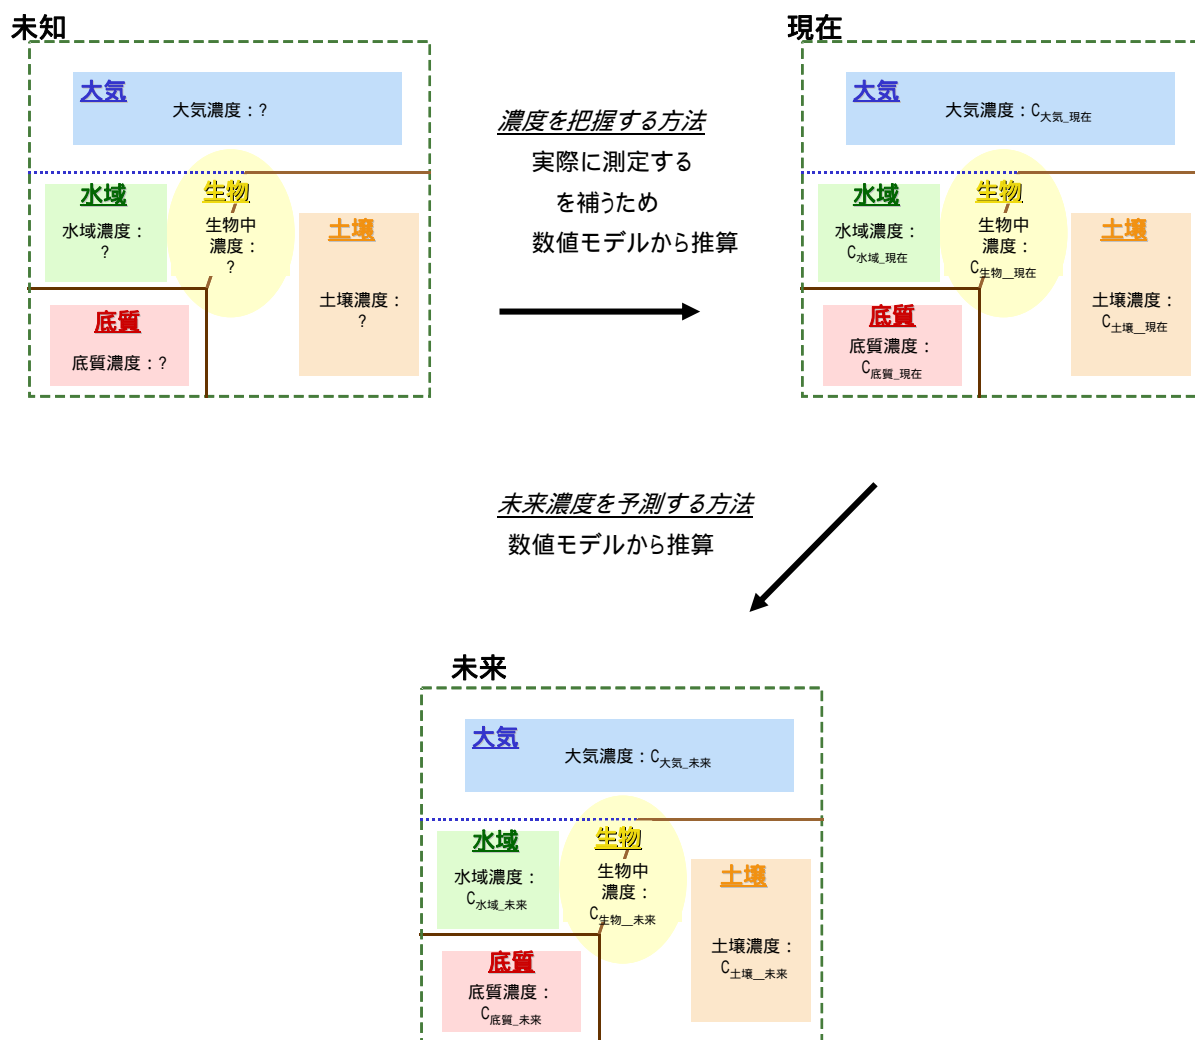 未知
大気
大気濃度：?
水域
水域濃度：
?
生物
生物中
濃度：
?
土壌
土壌濃度：
?
底質
底質濃度：?
濃度を把握する方法
実際に測定する
を補うため
数値モデルから推算
現在
大気
大気濃度：C大気_現在
水域
水域濃度：
C水域_現在
生物
生物中
濃度：
C生物__現在
土壌
土壌濃度：
C土壌__現在
底質
底質濃度：
C底質_現在
未来濃度を予測する方法
数値モデルから推算
未来
大気
大気濃度：C大気_未来
水域
水域濃度：
C水域_未来
生物
生物中
濃度：
C生物__未来
土壌
土壌濃度：
C土壌__未来
底質
底質濃度：
C底質_未来